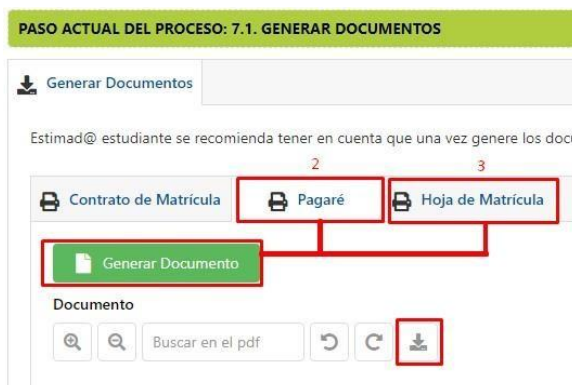 PASO ACTUAL DEL PROCESO: 7.1. GENERAR DOCUMENTOS
Generar Documentos
Estimad@ estudiante se recomienda tener en cuenta que una vez genere los doc
2 3
Contrato de Matrícula Pagaré Hoja de Matrícula
Generar Documento
Documento
Buscar en el pdf